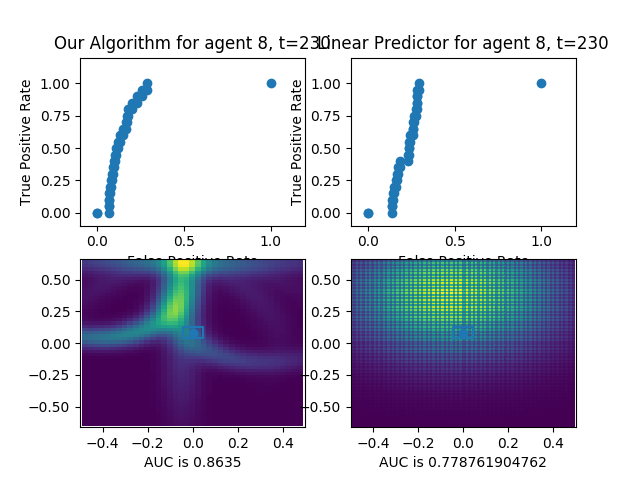 Our Algorithm for agent 8, t=230
Linear Predictor for agent 8, t=230
True Positive Rate
1.00
0.75
0.50
0.25
0.00
0.0 0.5 1.0
False Positive Rate
True Positive Rate
1.00
0.75
0.50
0.25
0.00
0.0 0.5 1.0
False Positive Rate
0.50
0.25
0.00
−0.25
−0.50
−0.4 −0.2 0.0 0.2 0.4
AUC is 0.8635
0.50
0.25
0.00
−0.25
−0.50
−0.4 −0.2 0.0 0.2 0.4
AUC is 0.778761904762